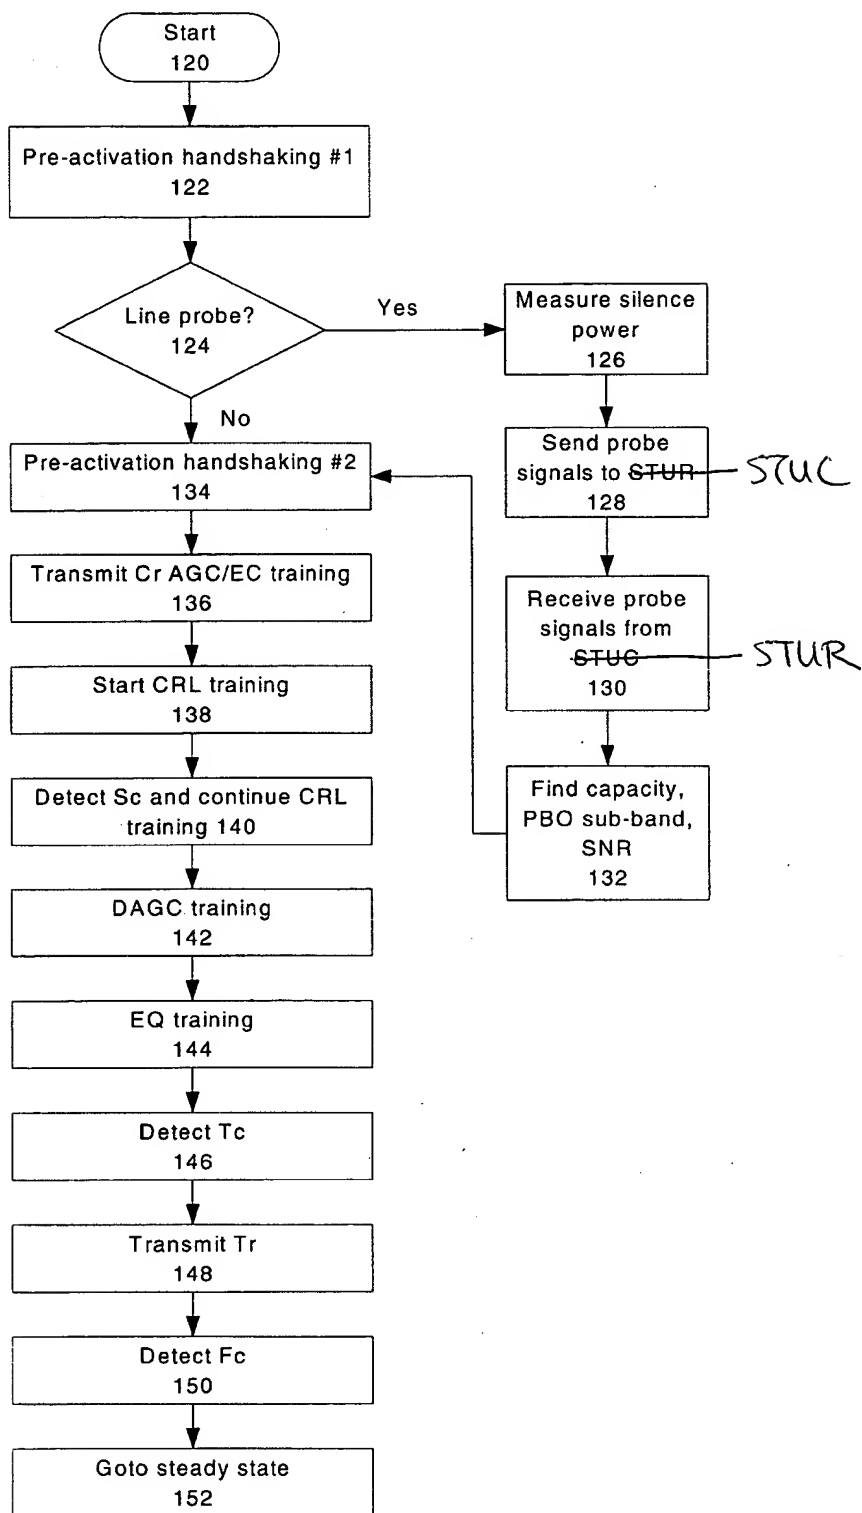 Start
120
Pre-activation handshaking #1
122
Line probe?
124
Yes
No
Measure silence
power
126
Send probe
signals to STUR STUC
128
Receive probe
signals from
STUC STUR
130
Find capacity,
PBO sub-band,
SNR
132
Pre-activation handshaking #2
134
Transmit Cr AGC/EC training
136
Start CRL training
138
Detect Sc and continue CRL
training 140
DAGC training
142
EQ training
144
Detect Tc
146
Transmit Tr
148
Detect Fc
150
Goto steady state
152